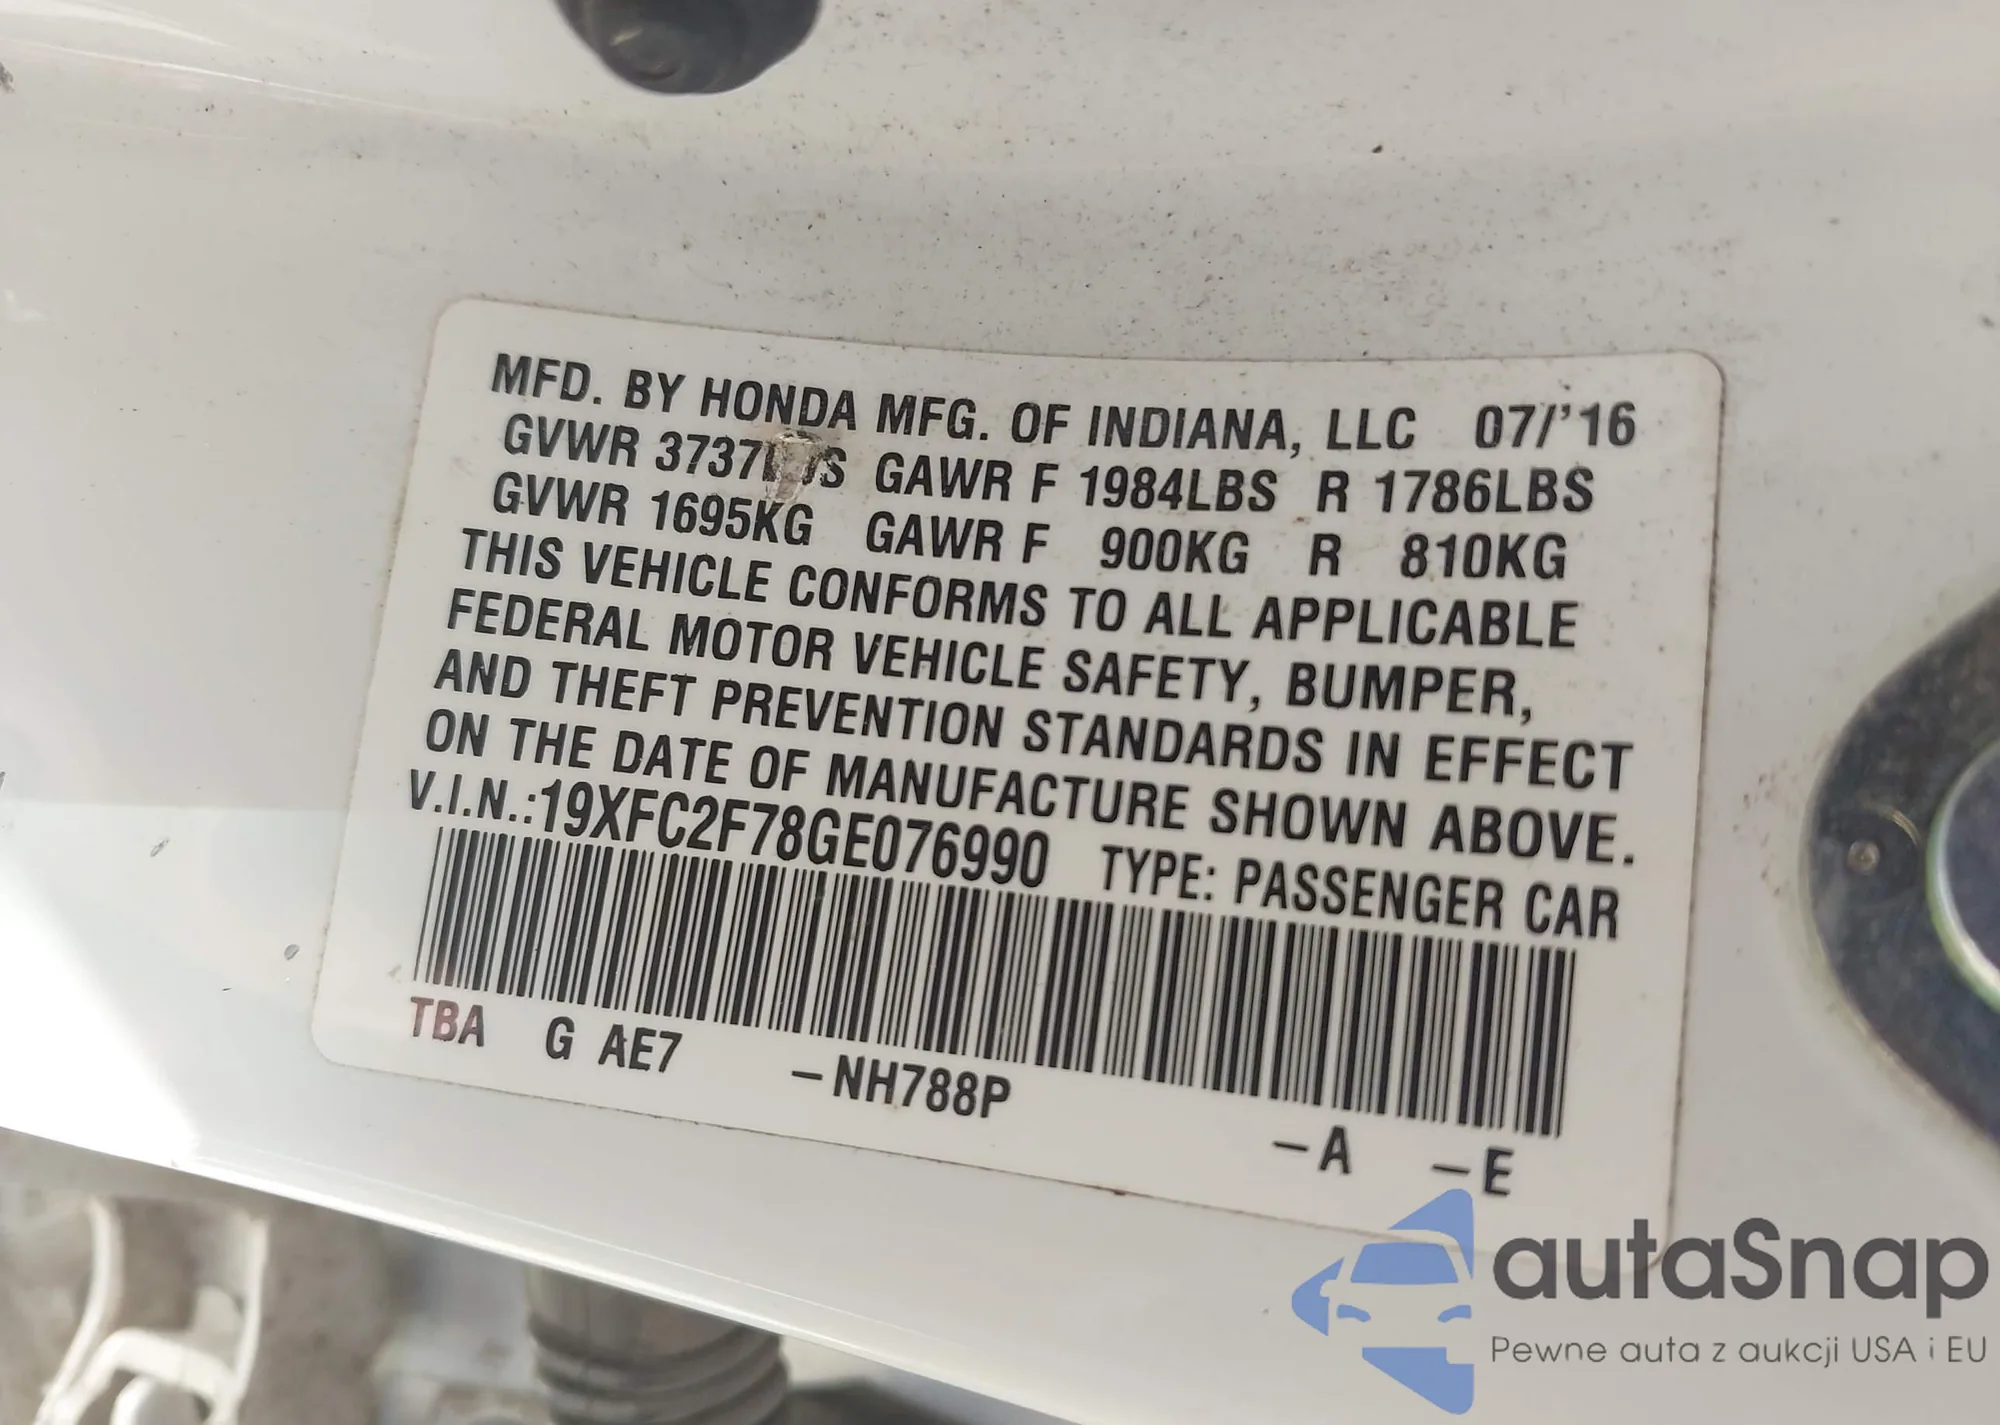 MFD. BY HONDA MFG. OF INDIANA, LLC 07/'16
GVWR 3737LBS GAWR F 1984LBS R 1786LBS
GVWR 1695KG GAWR F 900KG R 810KG
THIS VEHICLE CONFORMS TO ALL APPLICABLE
FEDERAL MOTOR VEHICLE SAFETY, BUMPER,
AND THEFT PREVENTION STANDARDS IN EFFECT
ON THE DATE OF MANUFACTURE SHOWN ABOVE.
V.I.N.:19XFC2F78GE076990 TYPE: PASSENGER CAR
TBA G AE7 –NH788P –A –E
autaSnap
Pewne auta z aukcji USA i EU